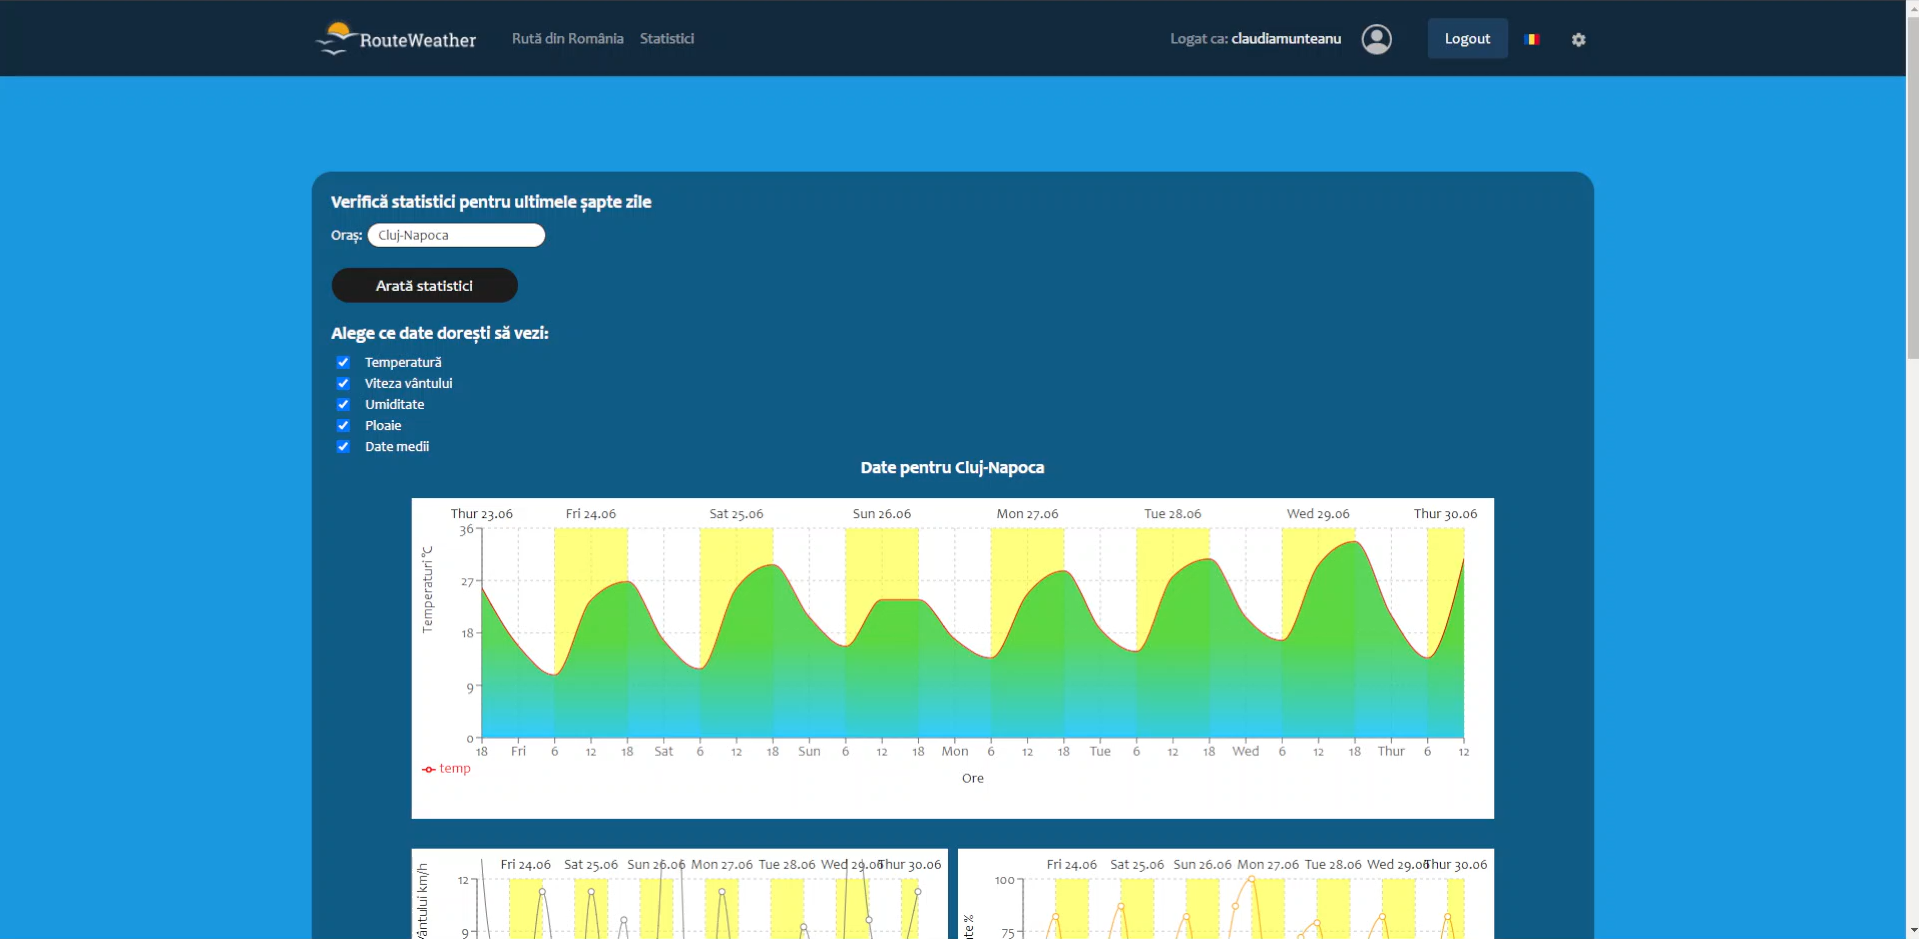 RouteWeather Rută din România Statistici Logat ca: claudiamunteanu Logout
Verifică statistici pentru ultimele șapte zile
Oraș: Cluj-Napoca
Arată statistici
Alege ce date dorești să vezi:
Temperatură
Viteza vântului
Umiditate
Ploaie
Date medii
Date pentru Cluj-Napoca
Thur 23.06 Fri 24.06 Sat 25.06 Sun 26.06 Mon 27.06 Tue 28.06 Wed 29.06 Thur 30.06
36
27
18
9
0
Temperaturi °C
18 Fri 6 12 18 Sat 6 12 18 Sun 6 12 18 Mon 6 12 18 Tue 6 12 18 Wed 6 12 18 Thur 6 12
temp
Ore
Fri 24.06 Sat 25.06 Sun 26.06 Mon 27.06 Tue 28.06 Wed 29.06 Thur 30.06
12
9
km/h
Fri 24.06 Sat 25.06 Sun 26.06 Mon 27.06 Tue 28.06 Wed 29.06 Thur 30.06
100
75
%